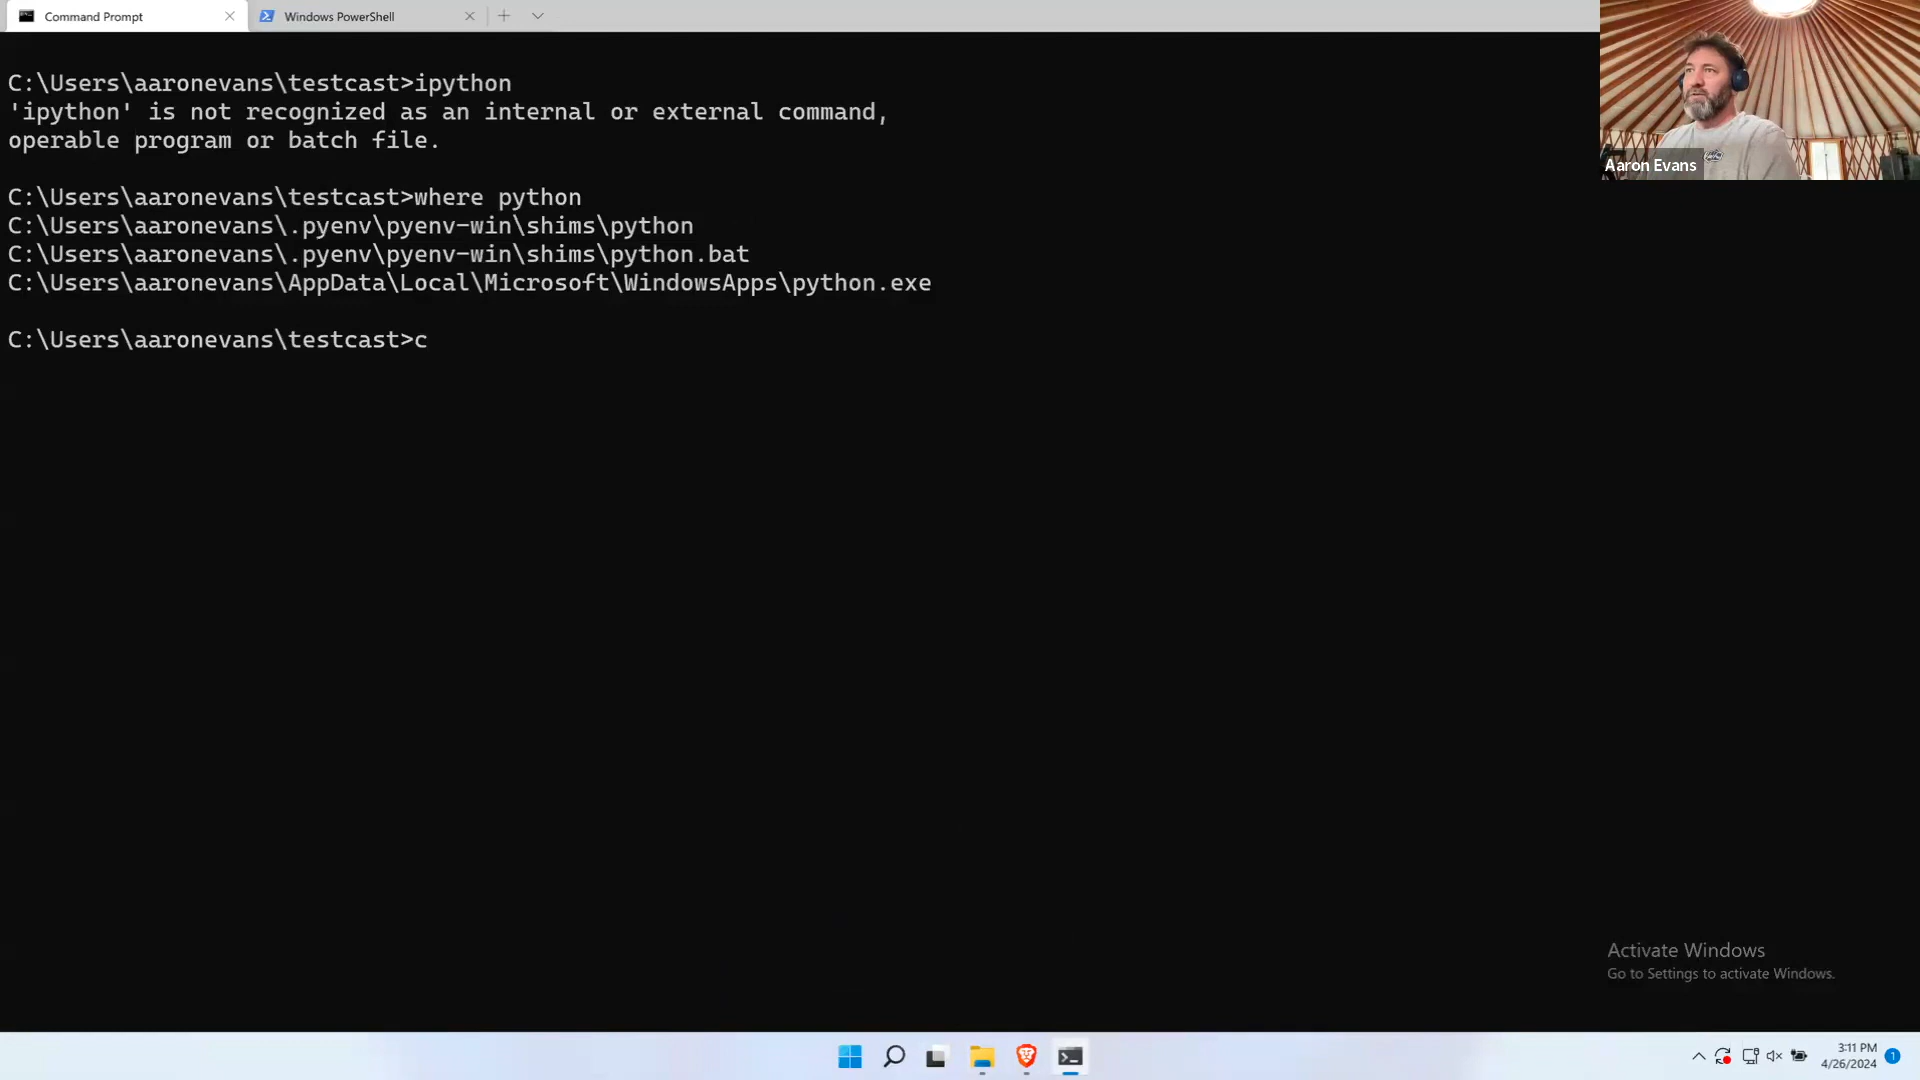 Command Prompt
Windows PowerShell
C:\Users\aaronevans\testcast>ipython
'ipython' is not recognized as an internal or external command,
operable program or batch file.
C:\Users\aaronevans\testcast>where python
C:\Users\aaronevans\.pyenv\pyenv-win\shims\python
C:\Users\aaronevans\.pyenv\pyenv-win\shims\python.bat
C:\Users\aaronevans\AppData\Local\Microsoft\WindowsApps\python.exe
C:\Users\aaronevans\testcast>c
Aaron Evans
Activate Windows
Go to Settings to activate Windows.
3:11 PM
4/26/2024
1